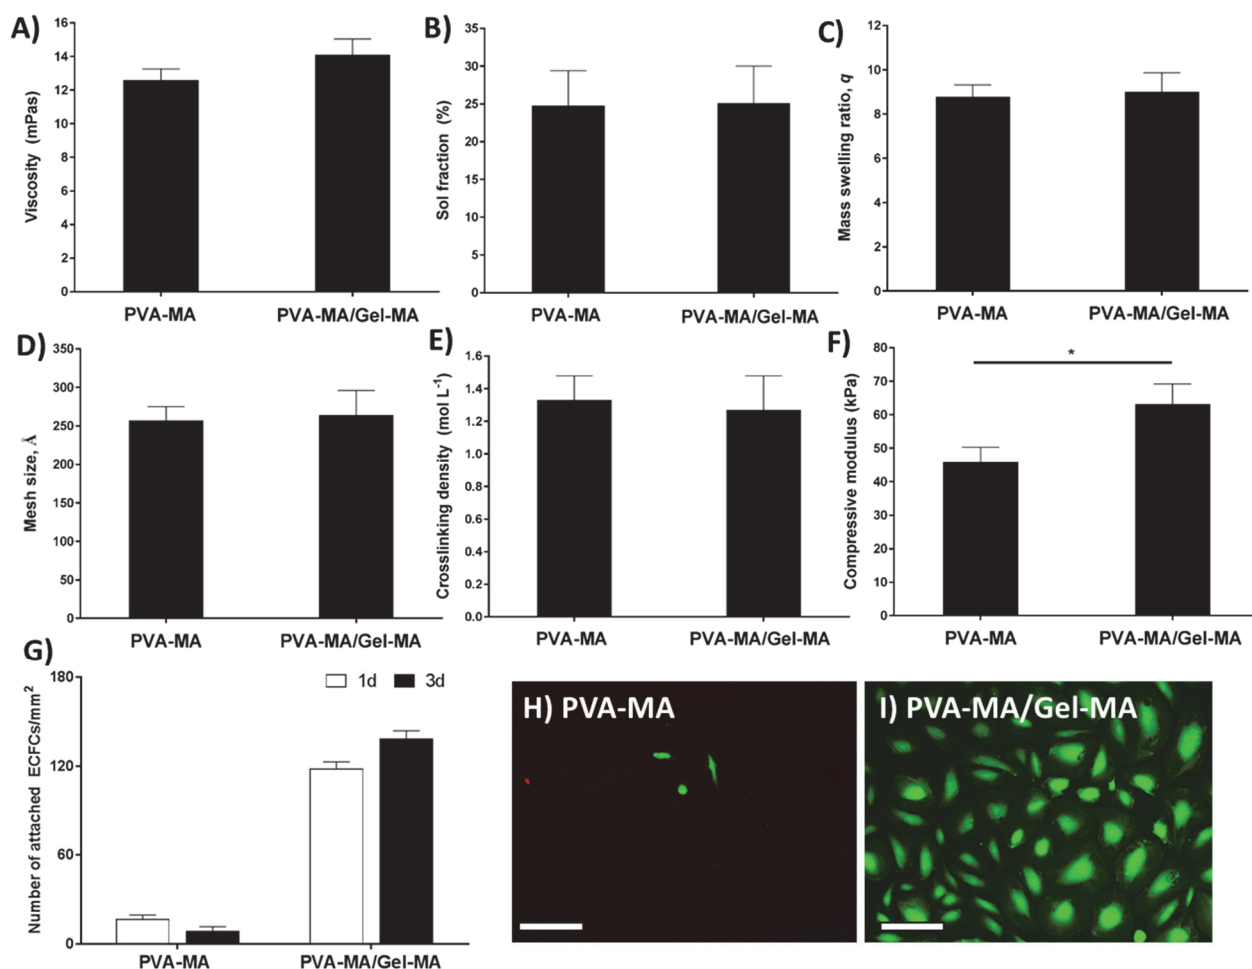 A)
Viscosity (mPas)
16
14
12
10
8
6
4
2
0
PVA-MA
PVA-MA/Gel-MA
B)
Sol fraction (%)
35
30
25
20
15
10
5
0
PVA-MA
PVA-MA/Gel-MA
C)
Mass swelling ratio, q
12
10
8
6
4
2
0
PVA-MA
PVA-MA/Gel-MA
D)
Mesh size, Å
350
300
250
200
150
100
50
0
PVA-MA
PVA-MA/Gel-MA
E)
Crosslinking density (mol L⁻¹)
1.6
1.4
1.2
1.0
0.8
0.6
0.4
0.2
0.0
PVA-MA
PVA-MA/Gel-MA
F)
Compressive modulus (kPa)
80
70
60
50
40
30
20
10
0
*
PVA-MA
PVA-MA/Gel-MA
G)
Number of attached ECFCs/mm²
180
120
60
0
1d
3d
PVA-MA
PVA-MA/Gel-MA
H) PVA-MA
I) PVA-MA/Gel-MA